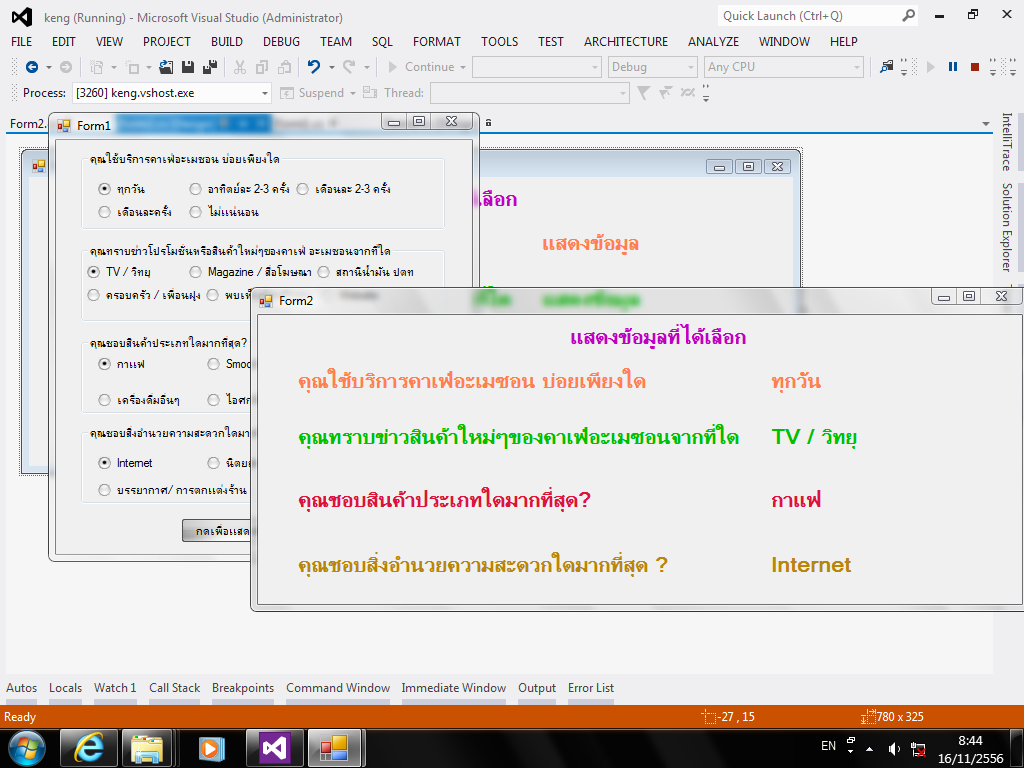 keng (Running) - Microsoft Visual Studio (Administrator)
Quick Launch (Ctrl+Q)
FILE EDIT VIEW PROJECT BUILD DEBUG TEAM SQL FORMAT TOOLS TEST ARCHITECTURE ANALYZE WINDOW HELP
Continue Debug Any CPU
Process: [3260] keng.vshost.exe Suspend Thread:
Form2.
IntelliTrace
Solution Explorer
Form1
คุณใช้บริการคาเฟ่อะเมซอน บ่อยเพียงใด
ทุกวัน อาทิตย์ละ 2-3 ครั้ง เดือนละ 2-3 ครั้ง
เดือนละครั้ง ไม่แน่นอน
คุณทราบข่าวโปรโมชั่นหรือสินค้าใหม่ๆของคาเฟ่ อะเมซอนจากที่ใด
TV / วิทยุ Magazine / สื่อโฆษณา สถานีน้ำมัน ปตท
ครอบครัว / เพื่อนฝูง พบเห็
คุณชอบสินค้าประเภทใดมากที่สุด?
กาแฟ Smoo
เครื่องดื่มอื่นๆ ไอศก
คุณชอบสิ่งอำนวยความสะดวกใดมา
Internet นิตย
บรรยากาศ/ การตกแต่งร้าน
กดเพื่อแสด
เลือก
แสดงข้อมูล
แสดงข้อมูล
Form2
แสดงข้อมูลที่ได้เลือก
คุณใช้บริการคาเฟ่อะเมซอน บ่อยเพียงใด ทุกวัน
คุณทราบข่าวสินค้าใหม่ๆของคาเฟ่อะเมซอนจากที่ใด TV / วิทยุ
คุณชอบสินค้าประเภทใดมากที่สุด? กาแฟ
คุณชอบสิ่งอำนวยความสะดวกใดมากที่สุด ? Internet
Autos Locals Watch 1 Call Stack Breakpoints Command Window Immediate Window Output Error List
Ready -27 , 15 780 x 325
EN 8:44
16/11/2556